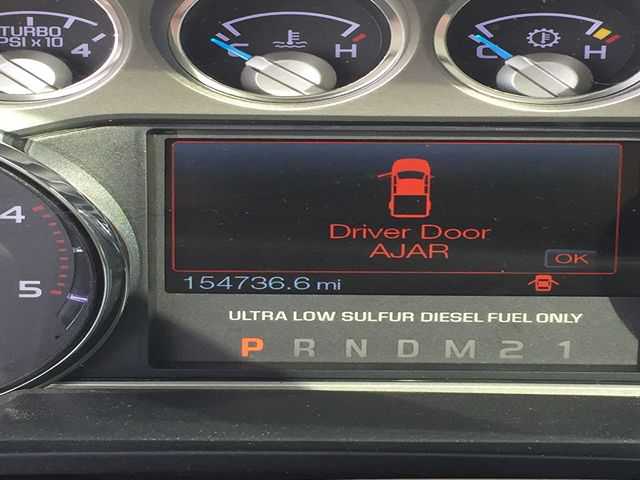 TURBO
PSI x 10
4
C H
C H
4
5
Driver Door
AJAR
OK
154736.6 mi
ULTRA LOW SULFUR DIESEL FUEL ONLY
P R N D M 2 1